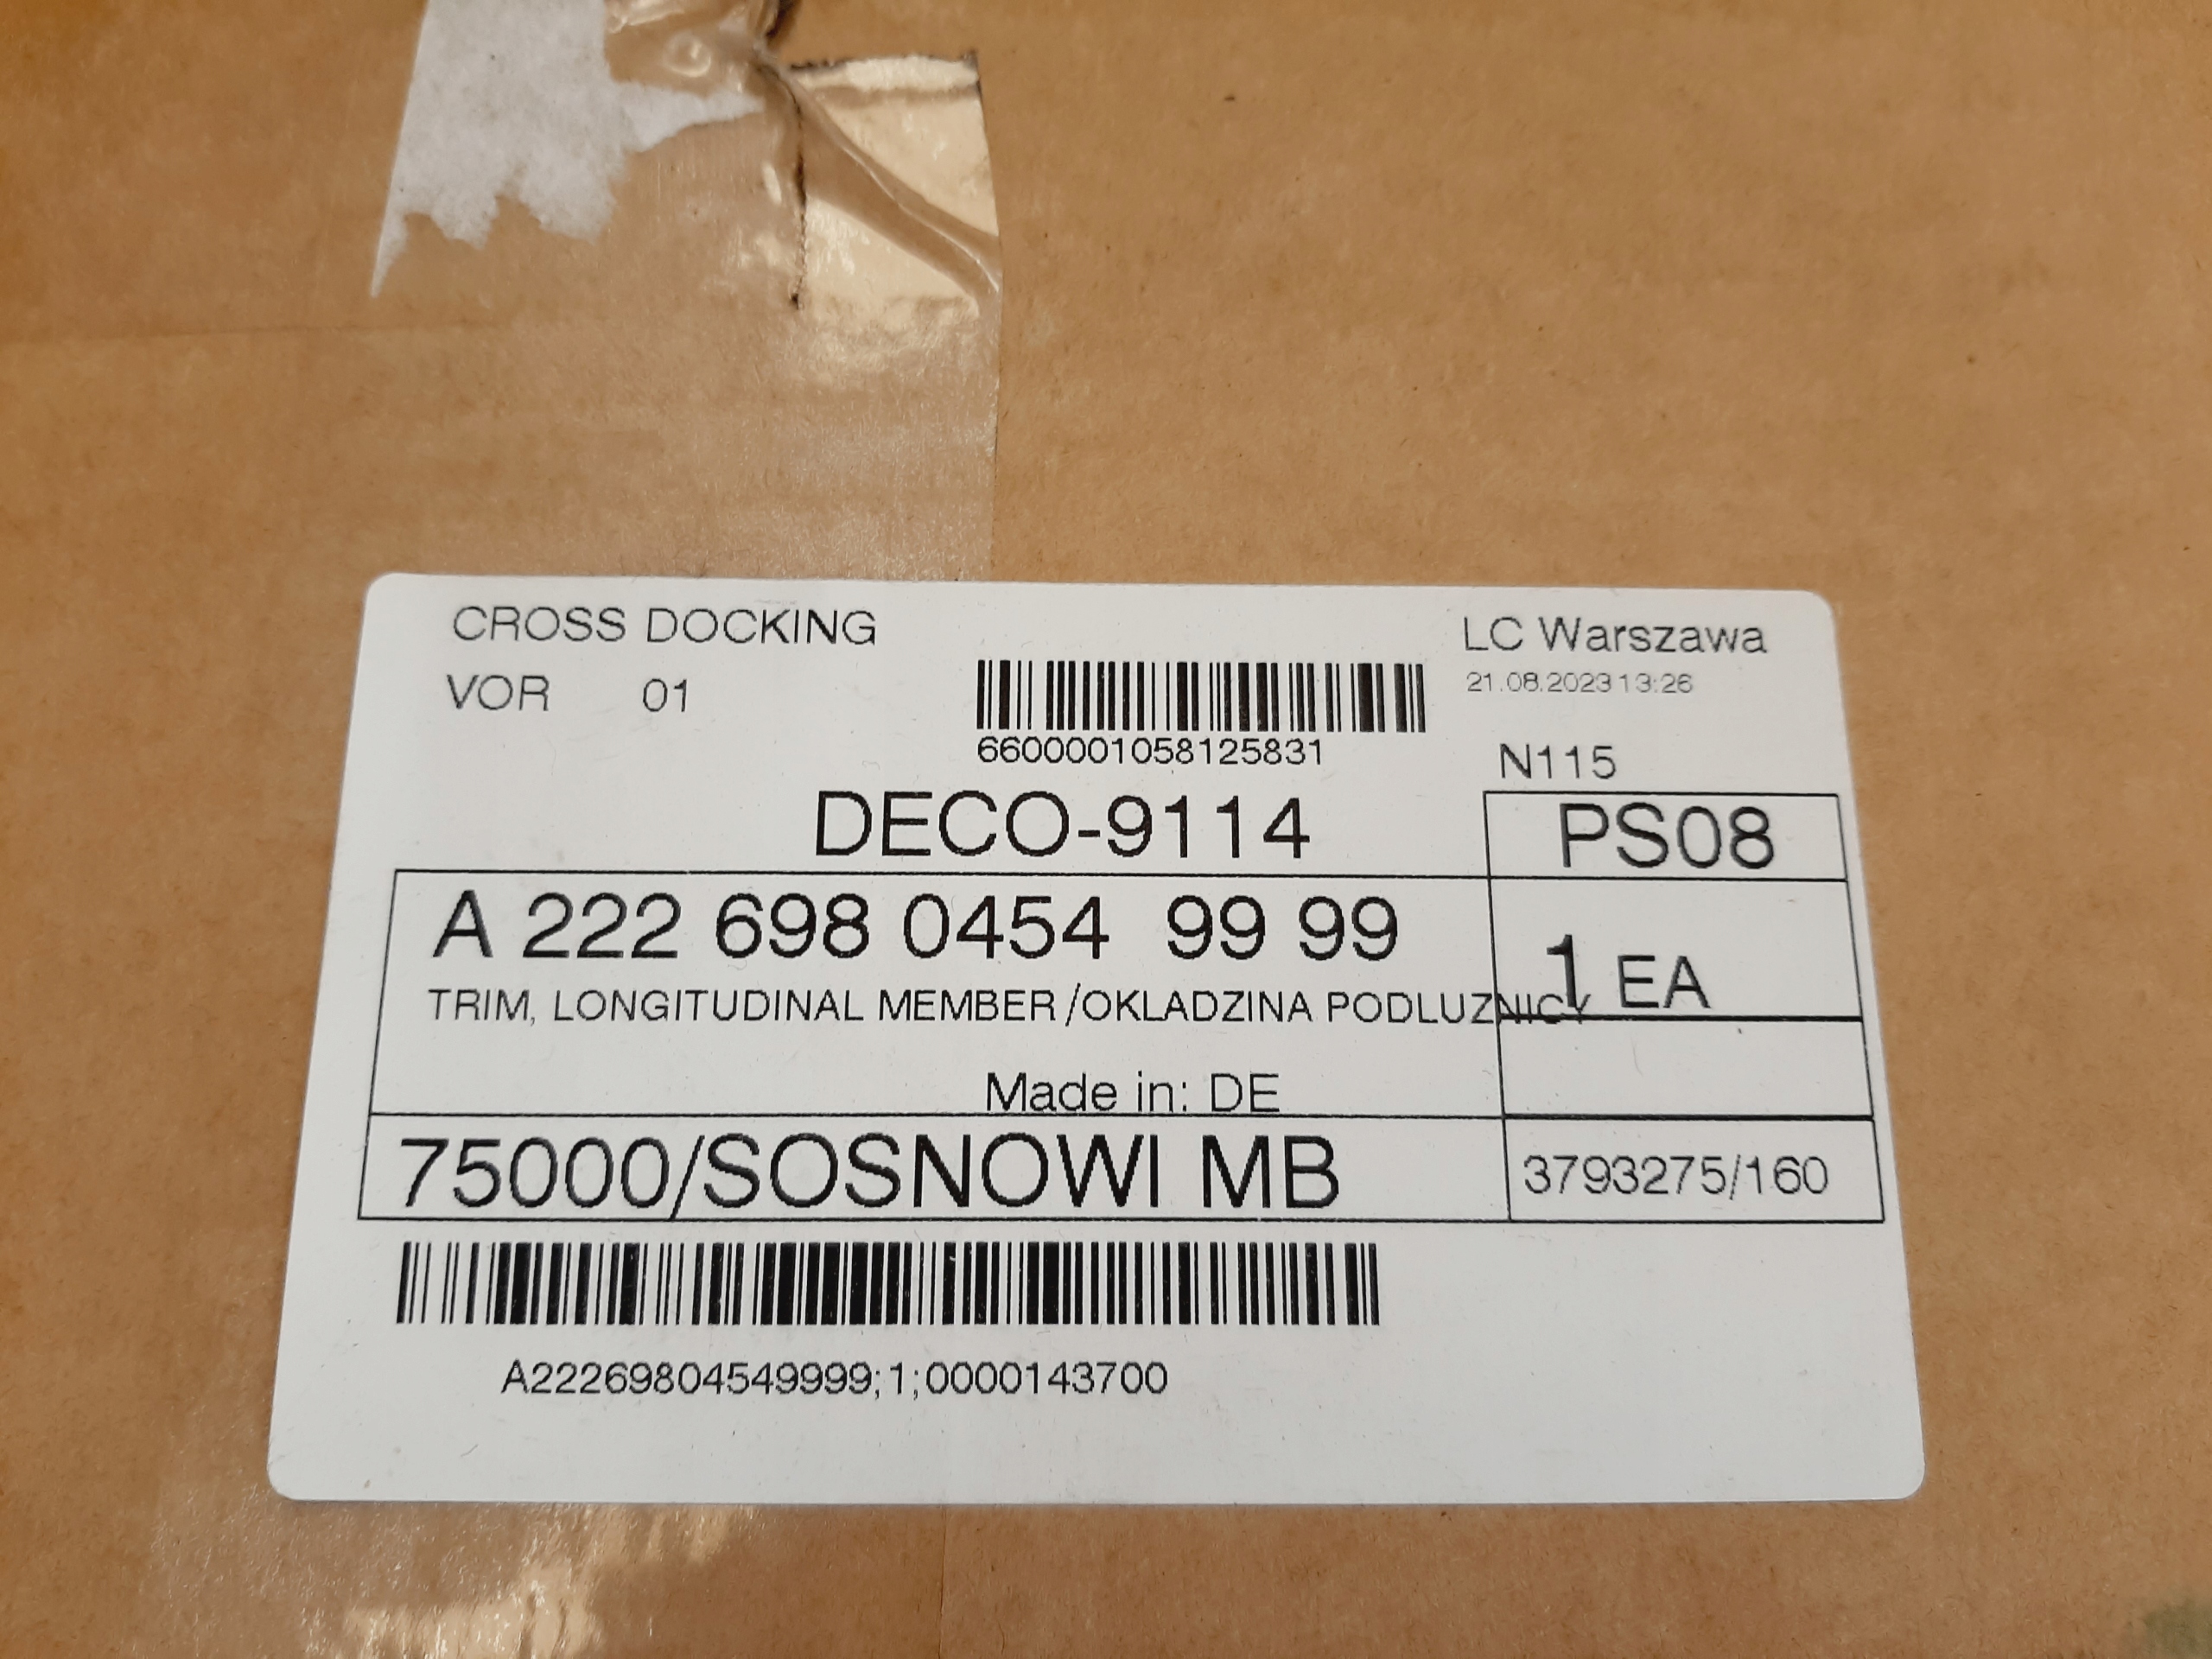 CROSS DOCKING
LC Warszawa
VOR 01
21.08.2023 13:26
6600001058125831
N115
DECO-9114
PS08
A 222 698 0454 99 99
1 EA
TRIM, LONGITUDINAL MEMBER /OKLADZINA PODLUZNICY
Made in: DE
75000/SOSNOWI MB
3793275/160
A22269804549999;1;0000143700